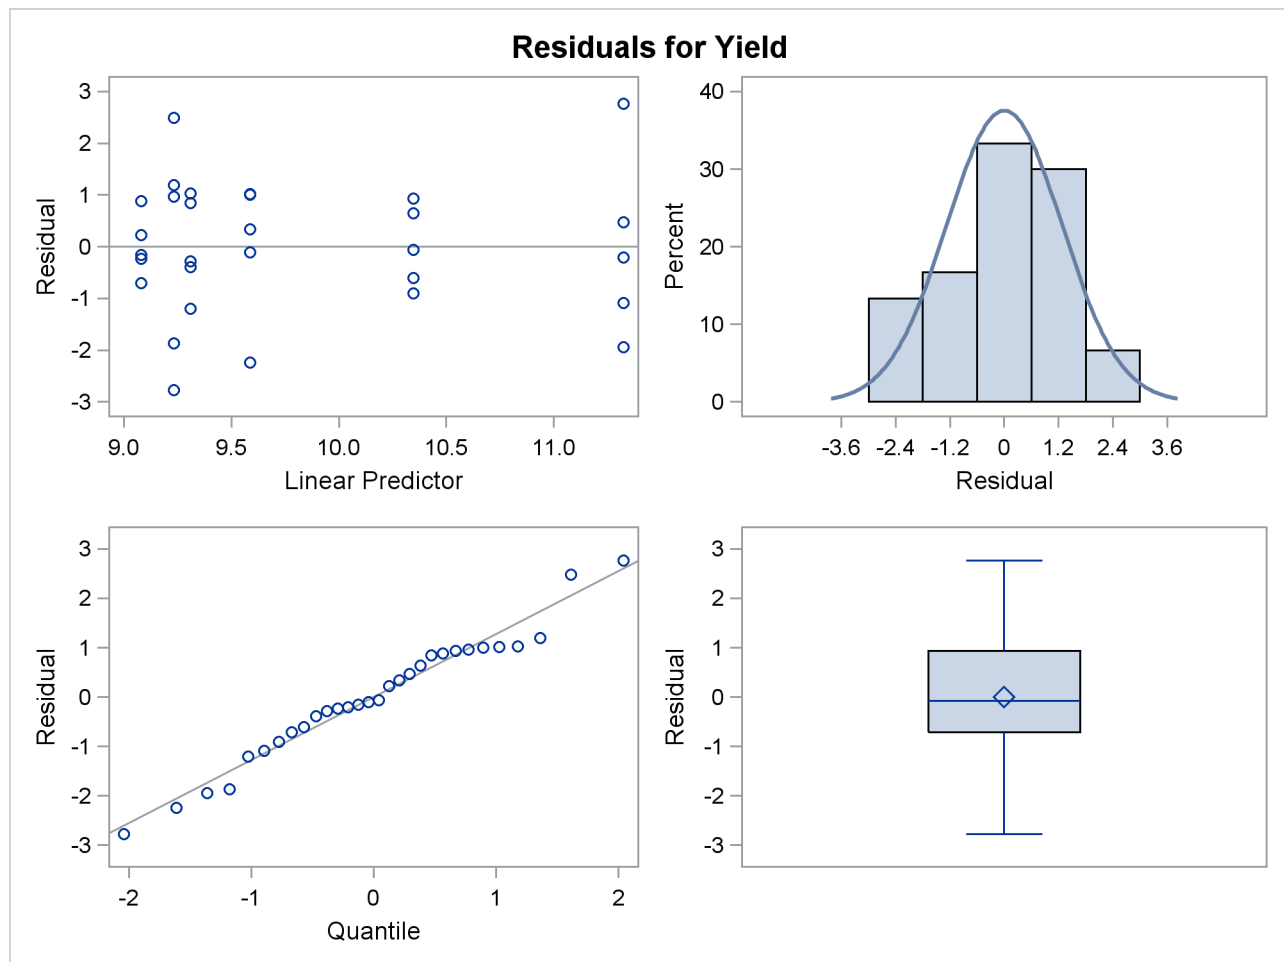 Residuals for Yield
3
2
1
0
-1
-2
-3
Residual
9.0 9.5 10.0 10.5 11.0
Linear Predictor
40
30
20
10
0
Percent
-3.6 -2.4 -1.2 0 1.2 2.4 3.6
Residual
3
2
1
0
-1
-2
-3
Residual
-2 -1 0 1 2
Quantile
3
2
1
0
-1
-2
-3
Residual